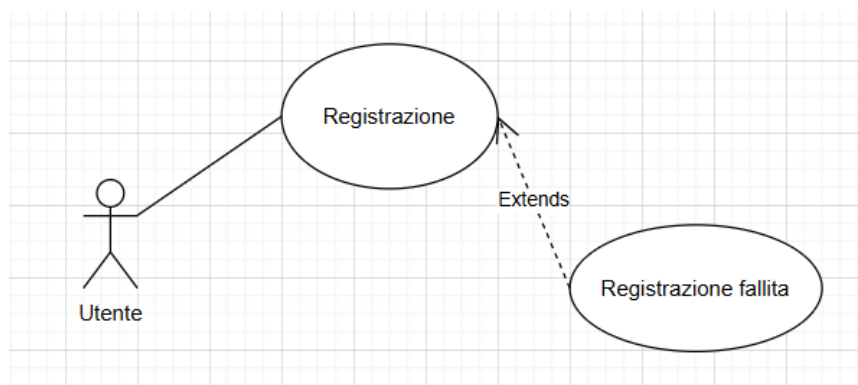 Registrazione
Extends
Registrazione fallita
Utente